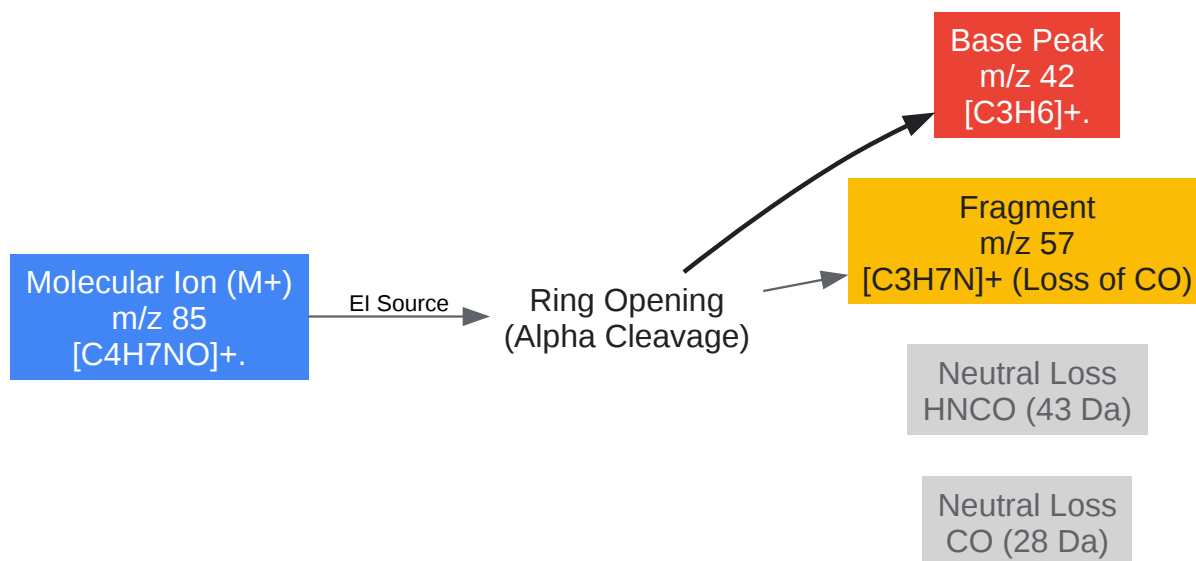 Base Peak
m/z 42
[C3H6]+.
Fragment
m/z 57
[C3H7N]+ (Loss of CO)
Molecular Ion (M+)
m/z 85
[C4H7NO]+.
EI Source
Ring Opening
(Alpha Cleavage)
Neutral Loss
HNCO (43 Da)
Neutral Loss
CO (28 Da)